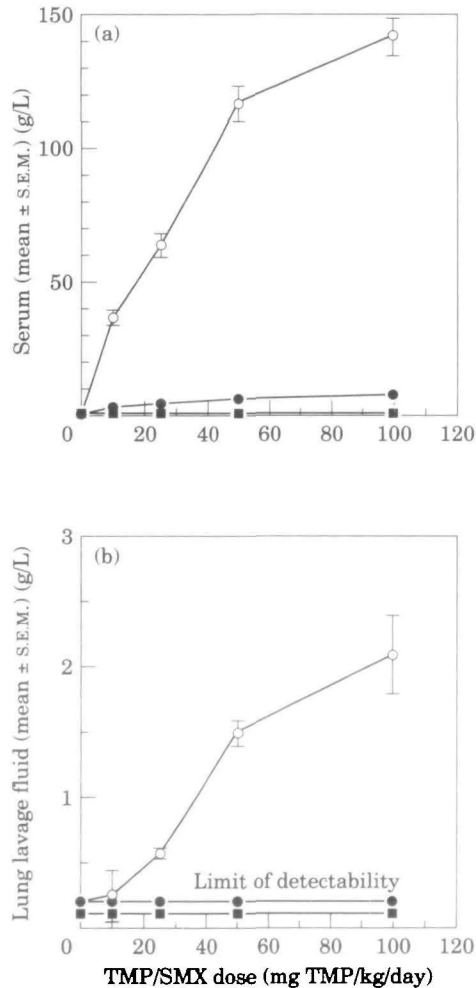 (a)
Serum (mean ± S.E.M.) (g/L)
150
100
50
0 20 40 60 80 100 120
(b)
Lung lavage fluid (mean ± S.E.M.) (g/L)
3
2
1
Limit of detectability
0 20 40 60 80 100 120
TMP/SMX dose (mg TMP/kg/day)